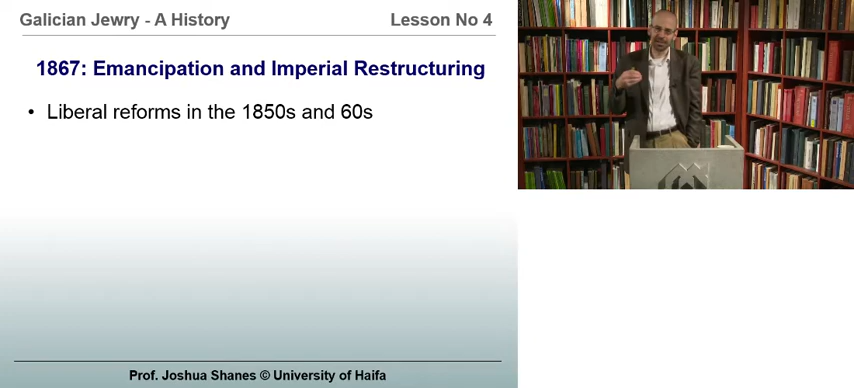 Galician Jewry - A History Lesson No 4
1867: Emancipation and Imperial Restructuring
• Liberal reforms in the 1850s and 60s
Prof. Joshua Shanes © University of Haifa